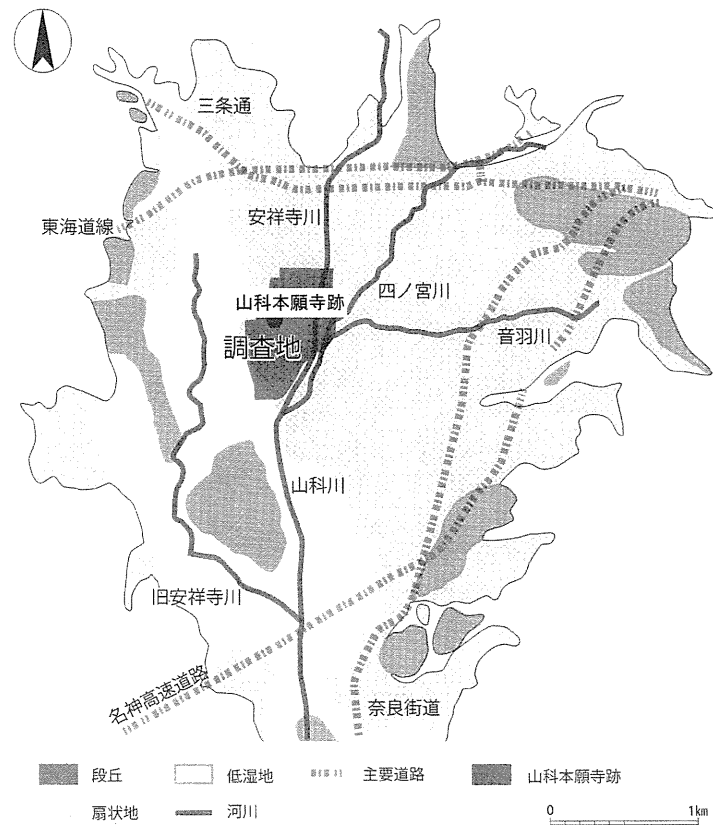 三条通
東海道線
安祥寺川
四ノ宮川
山科本願寺跡
調査地
音羽川
山科川
旧安祥寺川
名神高速道路
奈良街道
段丘
低湿地
主要道路
山科本願寺跡
扇状地
河川
0 1km